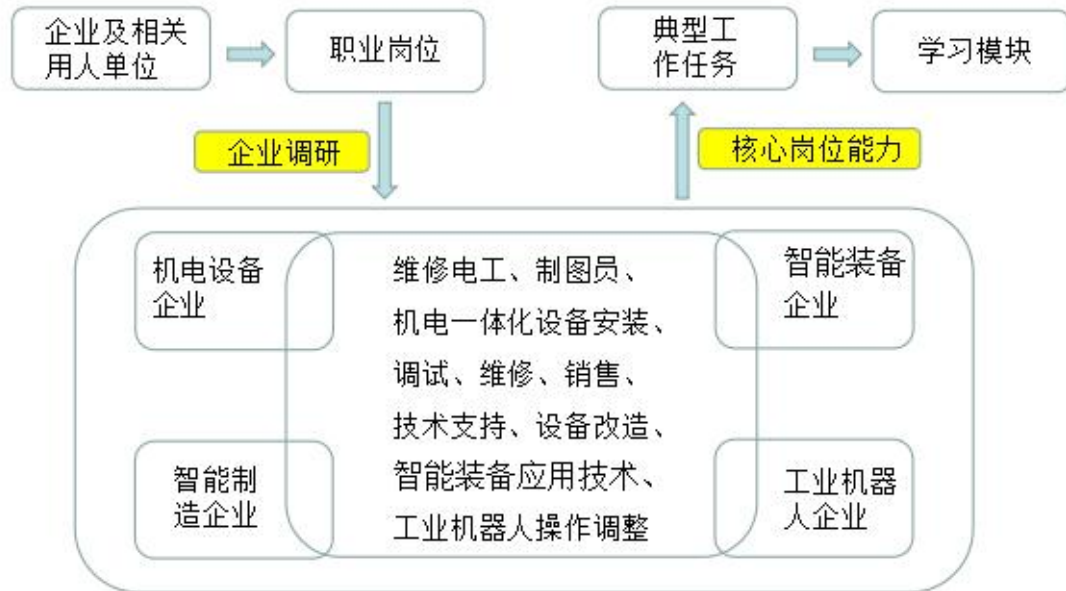 企业及相关
用人单位
职业岗位
典型工
作任务
学习模块
企业调研
核心岗位能力
机电设备
企业
维修电工、制图员、
机电一体化设备安装、
调试、维修、销售、
技术支持、设备改造、
智能装备应用技术、
工业机器人操作调整
智能装备
企业
智能制
造企业
工业机器
人企业